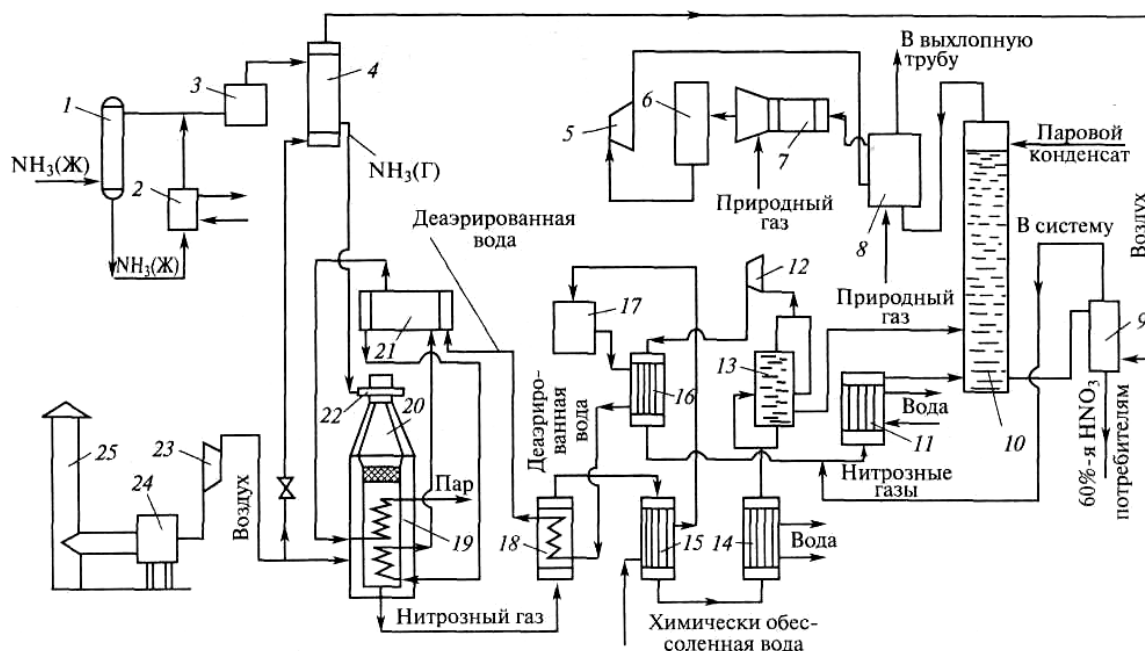 В выхлопную
трубу
1
3
4
5
6
7
8
Паровой
конденсат
NH₃(Ж)
2
NH₃(Г)
Природный
газ
Деаэрированная
вода
В систему
Воздух
NH₃(Ж)
12
Природный
газ
17
9
21
13
16
22
20
Деаэриро-
ванная
вода
Вода
11
10
25
23
24
Воздух
Пар
19
18
15
14
Вода
Нитрозные
газы
60%-я HNO₃
потребителям
Нитрозный газ
Химически обес-
соленная вода